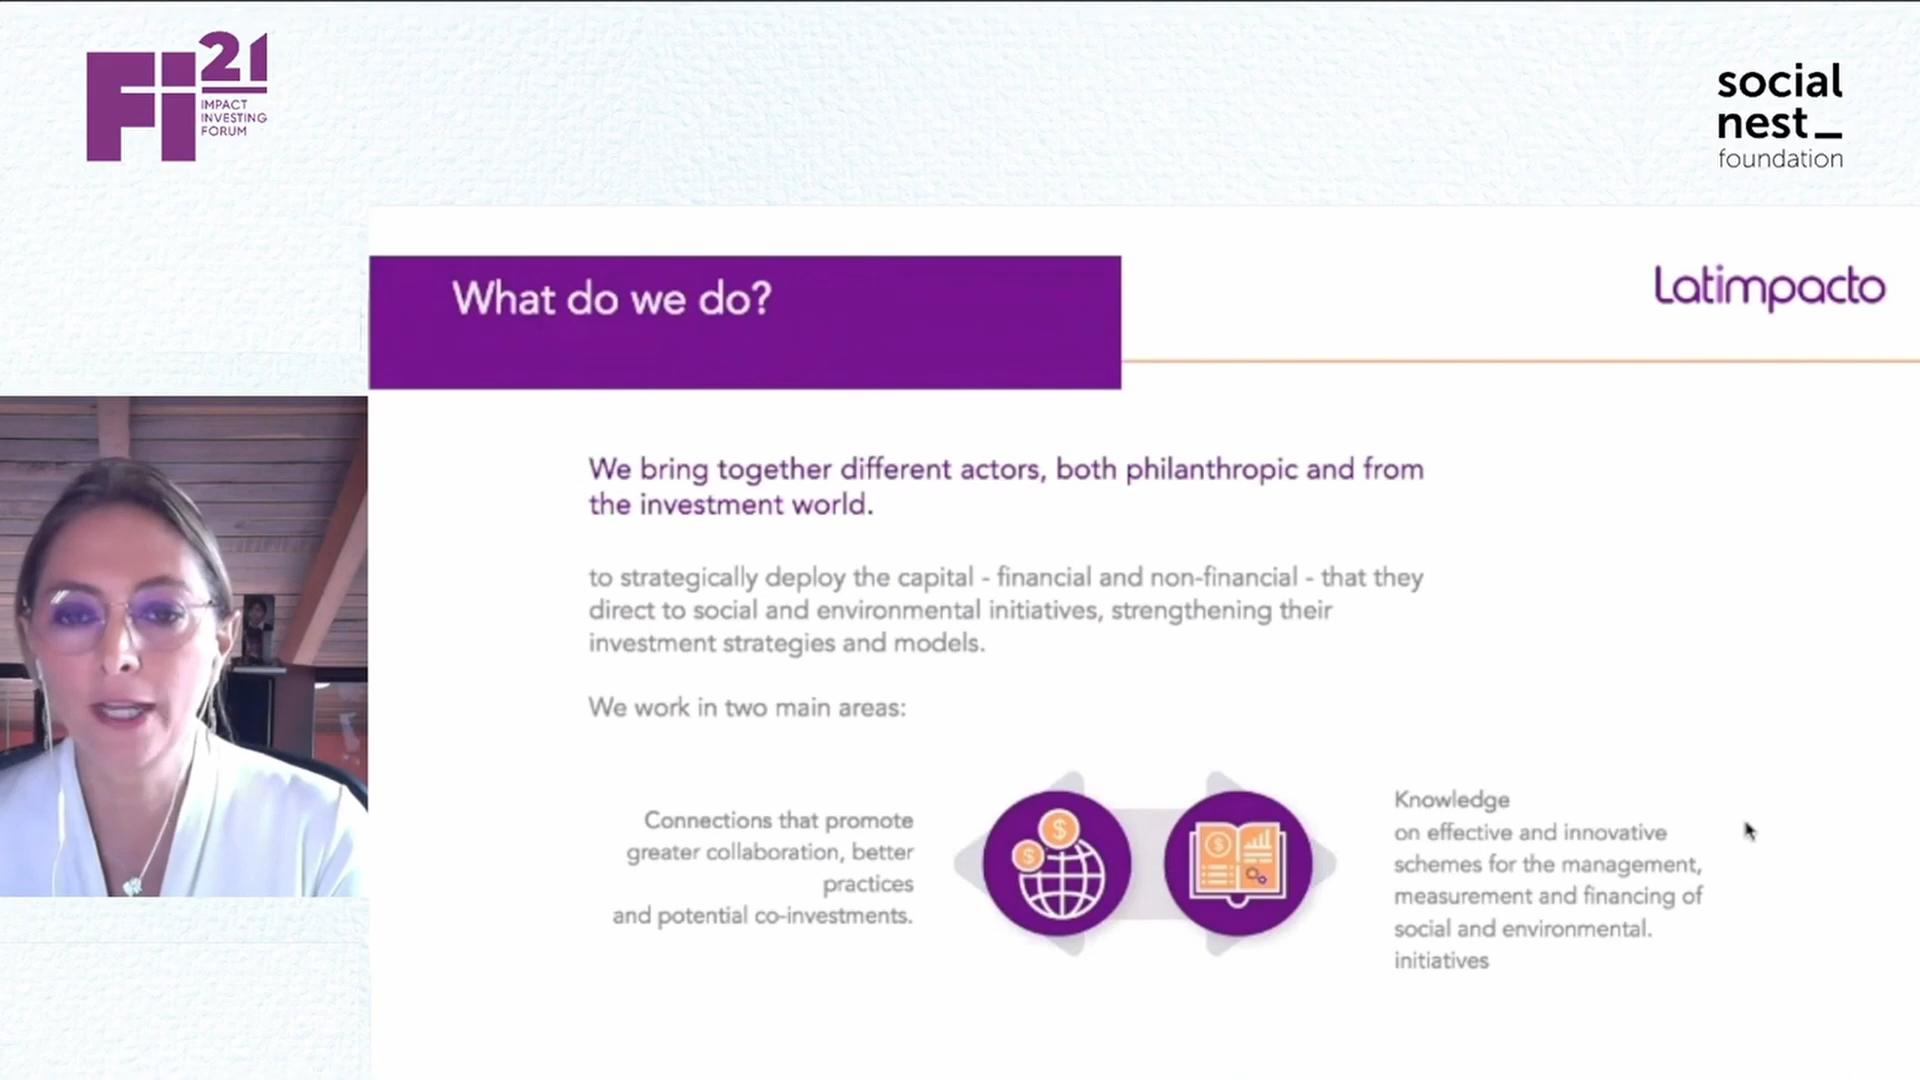 Fi21
IMPACT
INVESTING
FORUM
social
nest_
foundation
What do we do?
Latimpacto
We bring together different actors, both philanthropic and from
the investment world.
to strategically deploy the capital - financial and non-financial - that they
direct to social and environmental initiatives, strengthening their
investment strategies and models.
We work in two main areas:
Connections that promote
greater collaboration, better
practices
and potential co-investments.
$
$
$
Knowledge
on effective and innovative
schemes for the management,
measurement and financing of
social and environmental.
initiatives